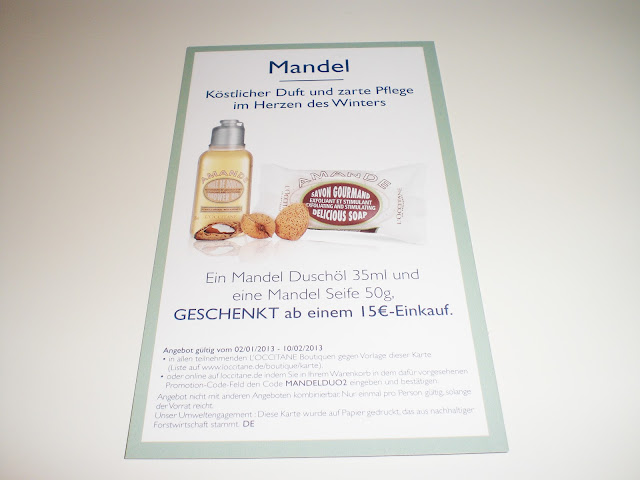 Mandel
Köstlicher Duft und zarte Pflege
im Herzen des Winters
AMANDE
AMANDE
SAVON GOURMAND
EXFOLIANT ET STIMULANT
EXFOLIATING AND STIMULATING
DELICIOUS SOAP
L'OCCITANE
Ein Mandel Duschöl 35ml und
eine Mandel Seife 50g,
GESCHENKT ab einem 15€-Einkauf.
Angebot gültig vom 02/01/2013 - 10/02/2013
• in allen teilnehmenden L'OCCITANE Boutiquen gegen Vorlage dieser Karte
(Liste auf www.loccitane.de/boutique/karte).
• oder online auf loccitane.de indem Sie in Ihrem Warenkorb in dem dafür vorgesehenen
Promotion-Code-Feld den Code MANDELDUO2 eingeben und bestätigen.
Angebot nicht mit anderen Angeboten kombinierbar. Nur einmal pro Person gültig, solange
der Vorrat reicht.
Unser Umweltengagement : Diese Karte wurde auf Papier gedruckt, das aus nachhaltiger
Forstwirtschaft stammt. DE